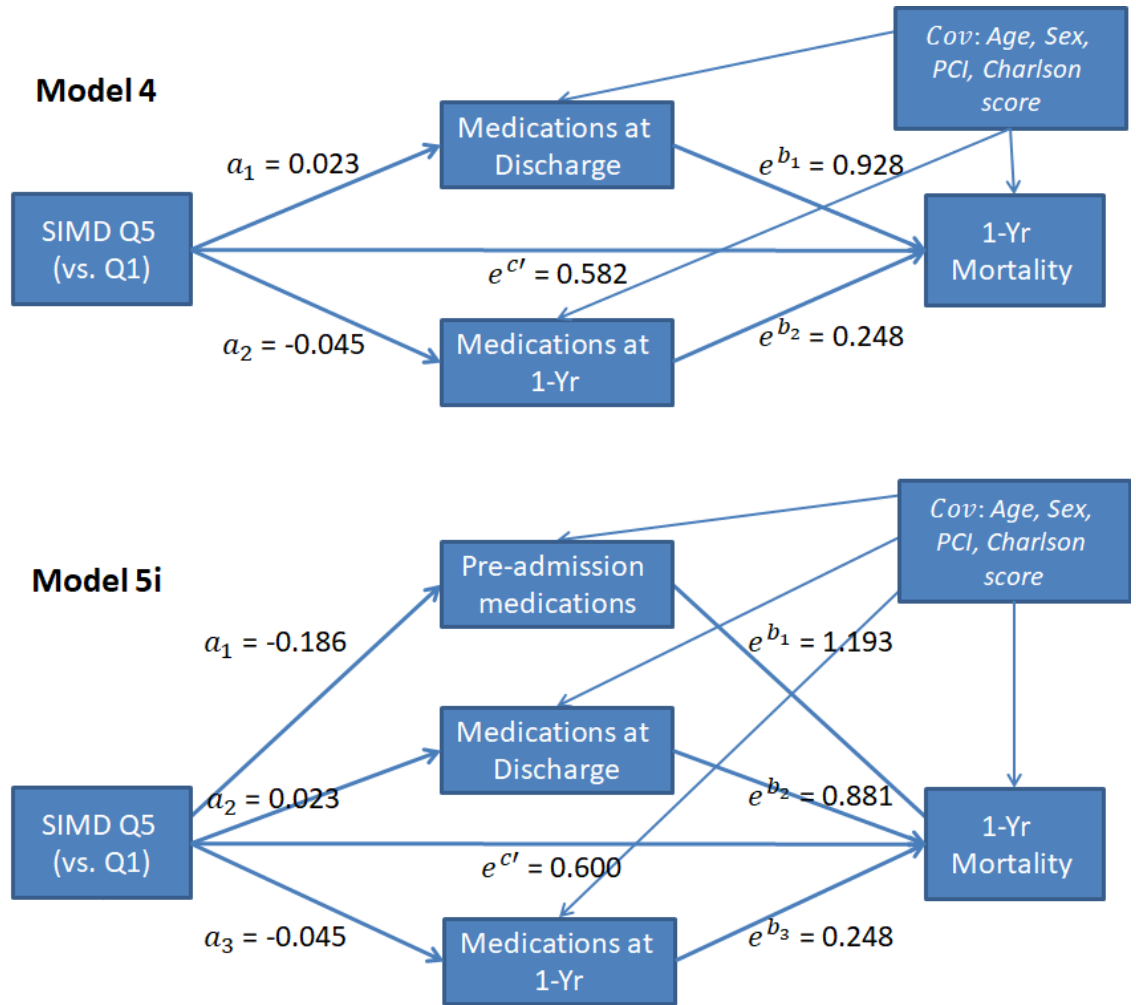 Cov: Age, Sex,
PCI, Charlson
score
Model 4
Medications at
Discharge
a₁ = 0.023
e^{b₁} = 0.928
SIMD Q5
(vs. Q1)
1-Yr
Mortality
e^{c′} = 0.582
a₂ = -0.045
Medications at
1-Yr
e^{b₂} = 0.248
Cov: Age, Sex,
PCI, Charlson
score
Model 5i
Pre-admission
medications
a₁ = -0.186
e^{b₁} = 1.193
Medications at
Discharge
a₂ = 0.023
e^{b₂} = 0.881
SIMD Q5
(vs. Q1)
1-Yr
Mortality
e^{c′} = 0.600
a₃ = -0.045
Medications at
1-Yr
e^{b₃} = 0.248